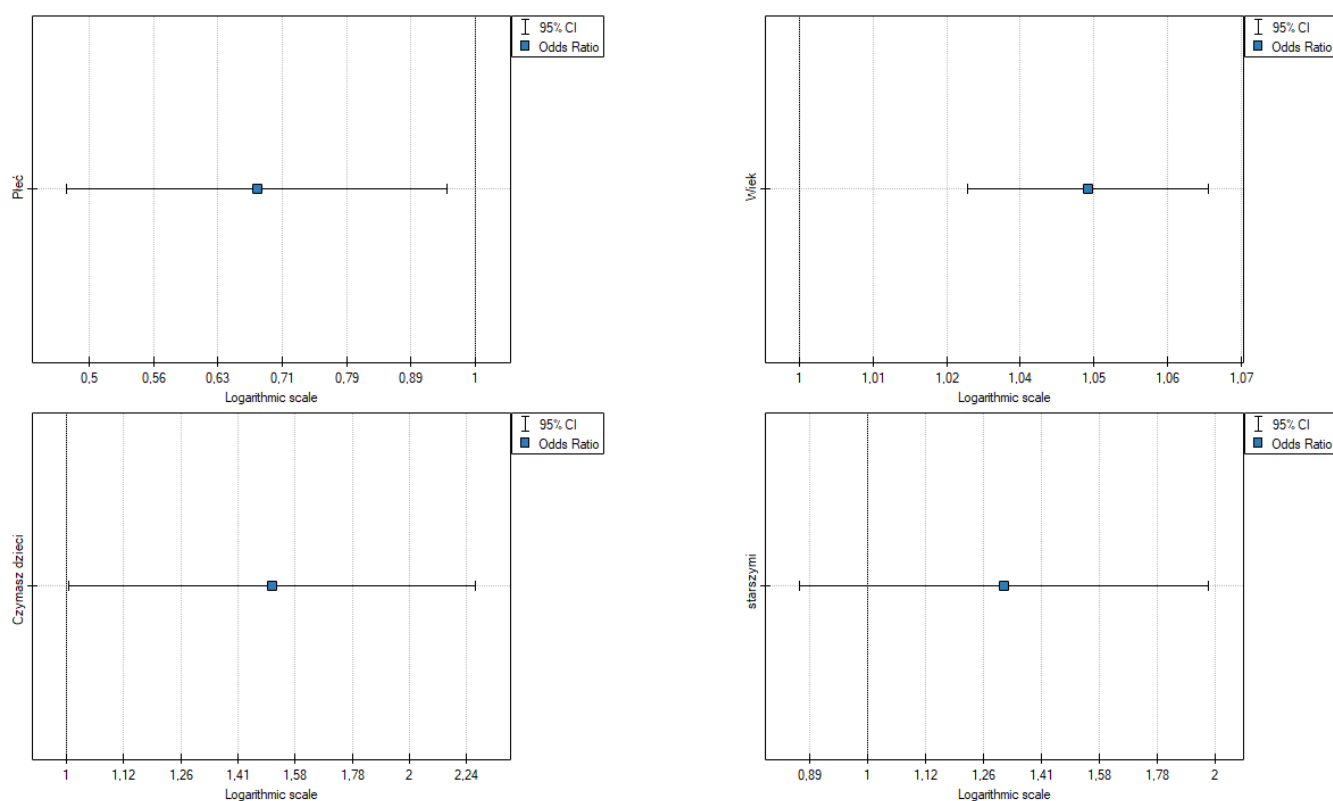 95% CI
Odds Ratio
Płeć
0,5 0,56 0,63 0,71 0,79 0,89 1
Logarithmic scale
95% CI
Odds Ratio
Wiek
1 1,01 1,02 1,04 1,05 1,06 1,07
Logarithmic scale
95% CI
Odds Ratio
Czymasz dzieci
1 1,12 1,26 1,41 1,58 1,78 2 2,24
Logarithmic scale
95% CI
Odds Ratio
starszymi
0,89 1 1,12 1,26 1,41 1,58 1,78 2
Logarithmic scale